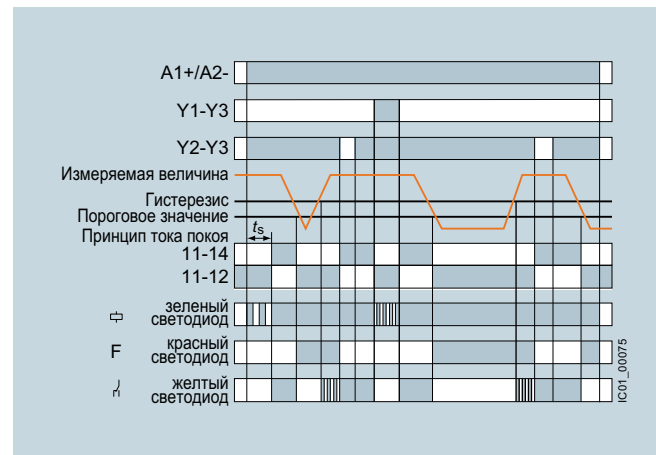 A1+/A2-
Y1-Y3
Y2-Y3
Измеряемая величина
Гистерезис
Пороговое значение
Принцип тока покоя
ts
11-14
11-12
зеленый
светодиод
F
красный
светодиод
желтый
светодиод
IC01_00075